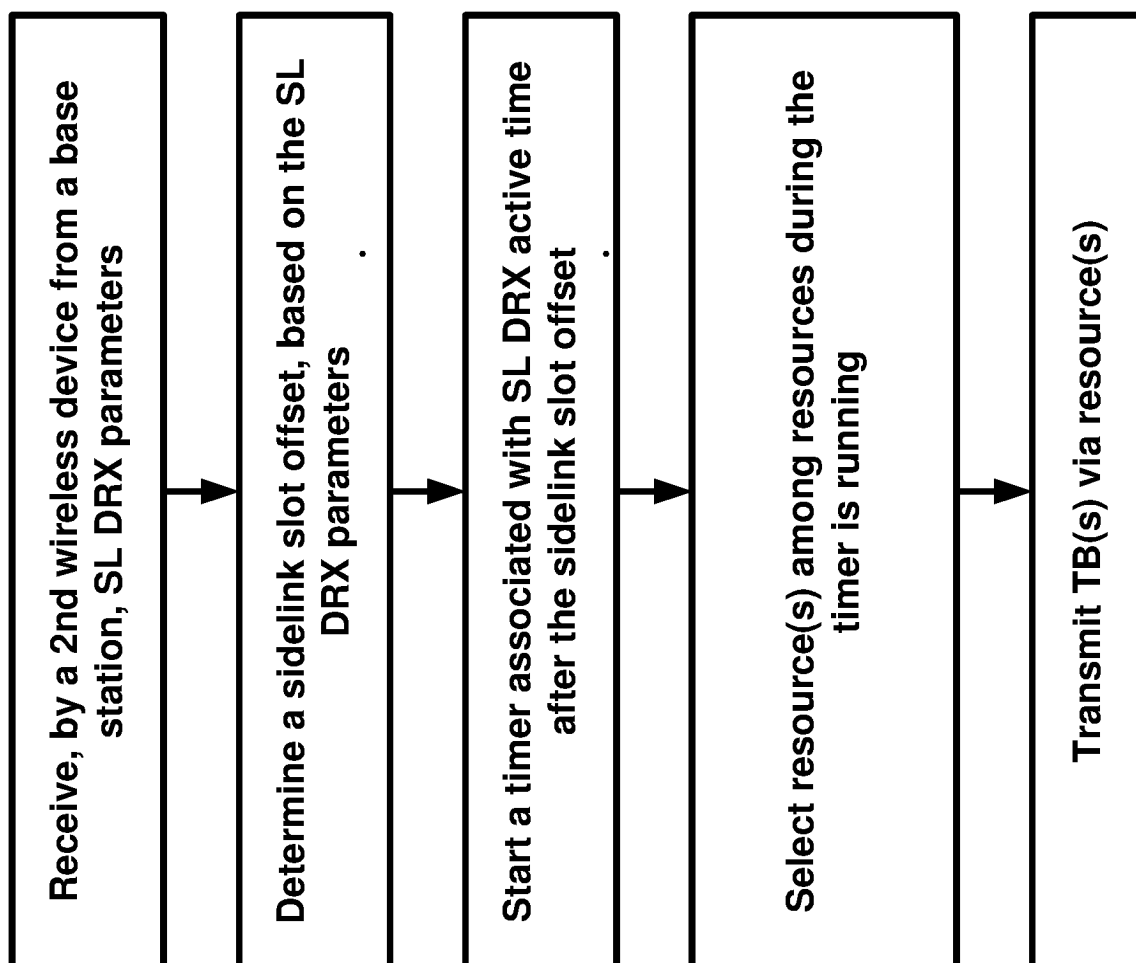 Receive, by a 2nd wireless device from a base
station, SL DRX parameters
Determine a sidelink slot offset, based on the SL
DRX parameters
Start a timer associated with SL DRX active time
after the sidelink slot offset
Select resource(s) among resources during the
timer is running
Transmit TB(s) via resource(s)